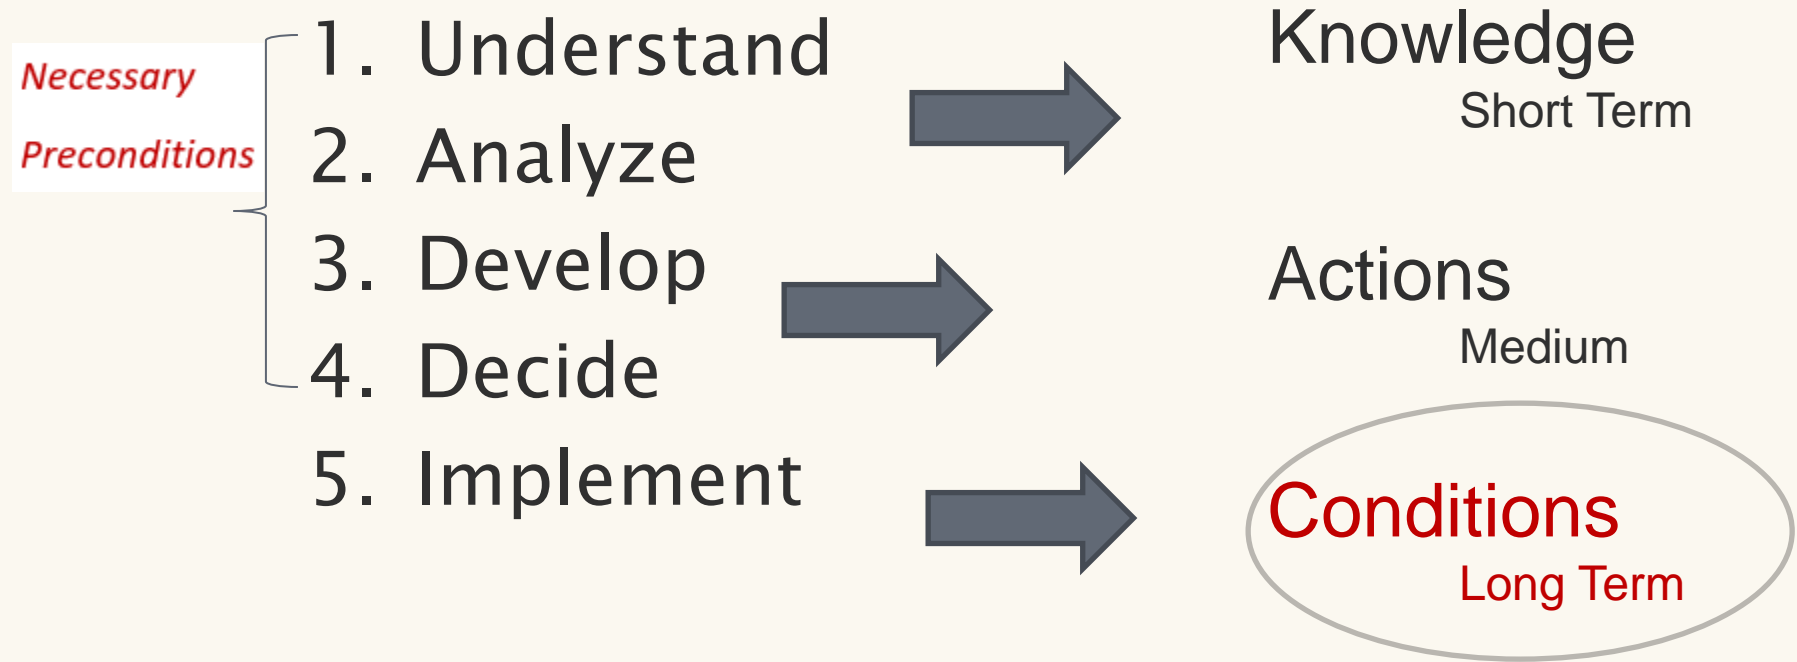 Necessary
Preconditions
1. Understand
2. Analyze
3. Develop
4. Decide
5. Implement
Knowledge
Short Term
Actions
Medium
Conditions
Long Term